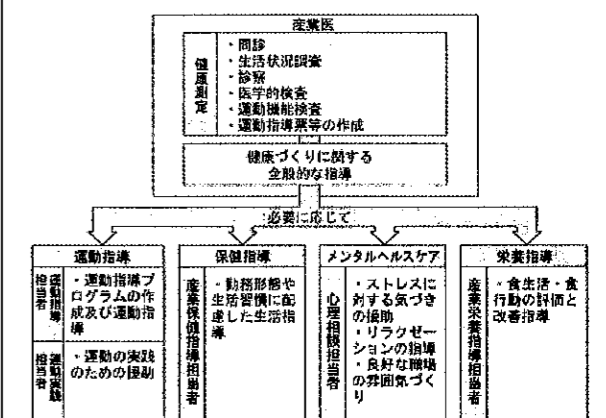 産業医
健康測定
・問診
・生活状況調査
・診察
・医学的検査
・運動機能検査
・運動指導票等の作成
健康づくりに関する
全般的な指導
必要に応じて
運動指導
運動指導
担当者
・運動指導プ
ログラムの作
成及び運動指
導
運動実践
担当者
・運動の実践
のための援助
保健指導
産業保健指導担当者
・勤務形態や
生活習慣に配
慮した生活指
導
メンタルヘルスケア
心理相談担当者
・ストレスに
対する気づき
の援助
・リラクゼー
ションの指導
・良好な職場
の雰囲気づく
り
栄養指導
産業栄養指導担当者
・食生活・食
行動の評価と
改善指導